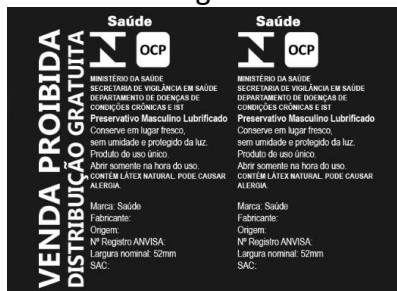 VENDA PROIBIDA
DISTRIBUIÇÃO GRATUITA
Saúde
N OCP
MINISTÉRIO DA SAÚDE
SECRETARIA DE VIGILÂNCIA EM SAÚDE
DEPARTAMENTO DE DOENÇAS DE
CONDIÇÕES CRÔNICAS E IST
Preservativo Masculino Lubrificado
Conserve em lugar fresco,
sem umidade e protegido da luz.
Produto de uso único.
Abrir somente na hora do uso.
CONTÉM LÁTEX NATURAL. PODE CAUSAR
ALERGIA.
Marca: Saúde
Fabricante:
Origem:
Nº Registro ANVISA:
Largura nominal: 52mm
SAC:
Saúde
N OCP
MINISTÉRIO DA SAÚDE
SECRETARIA DE VIGILÂNCIA EM SAÚDE
DEPARTAMENTO DE DOENÇAS DE
CONDIÇÕES CRÔNICAS E IST
Preservativo Masculino Lubrificado
Conserve em lugar fresco,
sem umidade e protegido da luz.
Produto de uso único.
Abrir somente na hora do uso.
CONTÉM LÁTEX NATURAL. PODE CAUSAR
ALERGIA.
Marca: Saúde
Fabricante:
Origem:
Nº Registro ANVISA:
Largura nominal: 52mm
SAC: